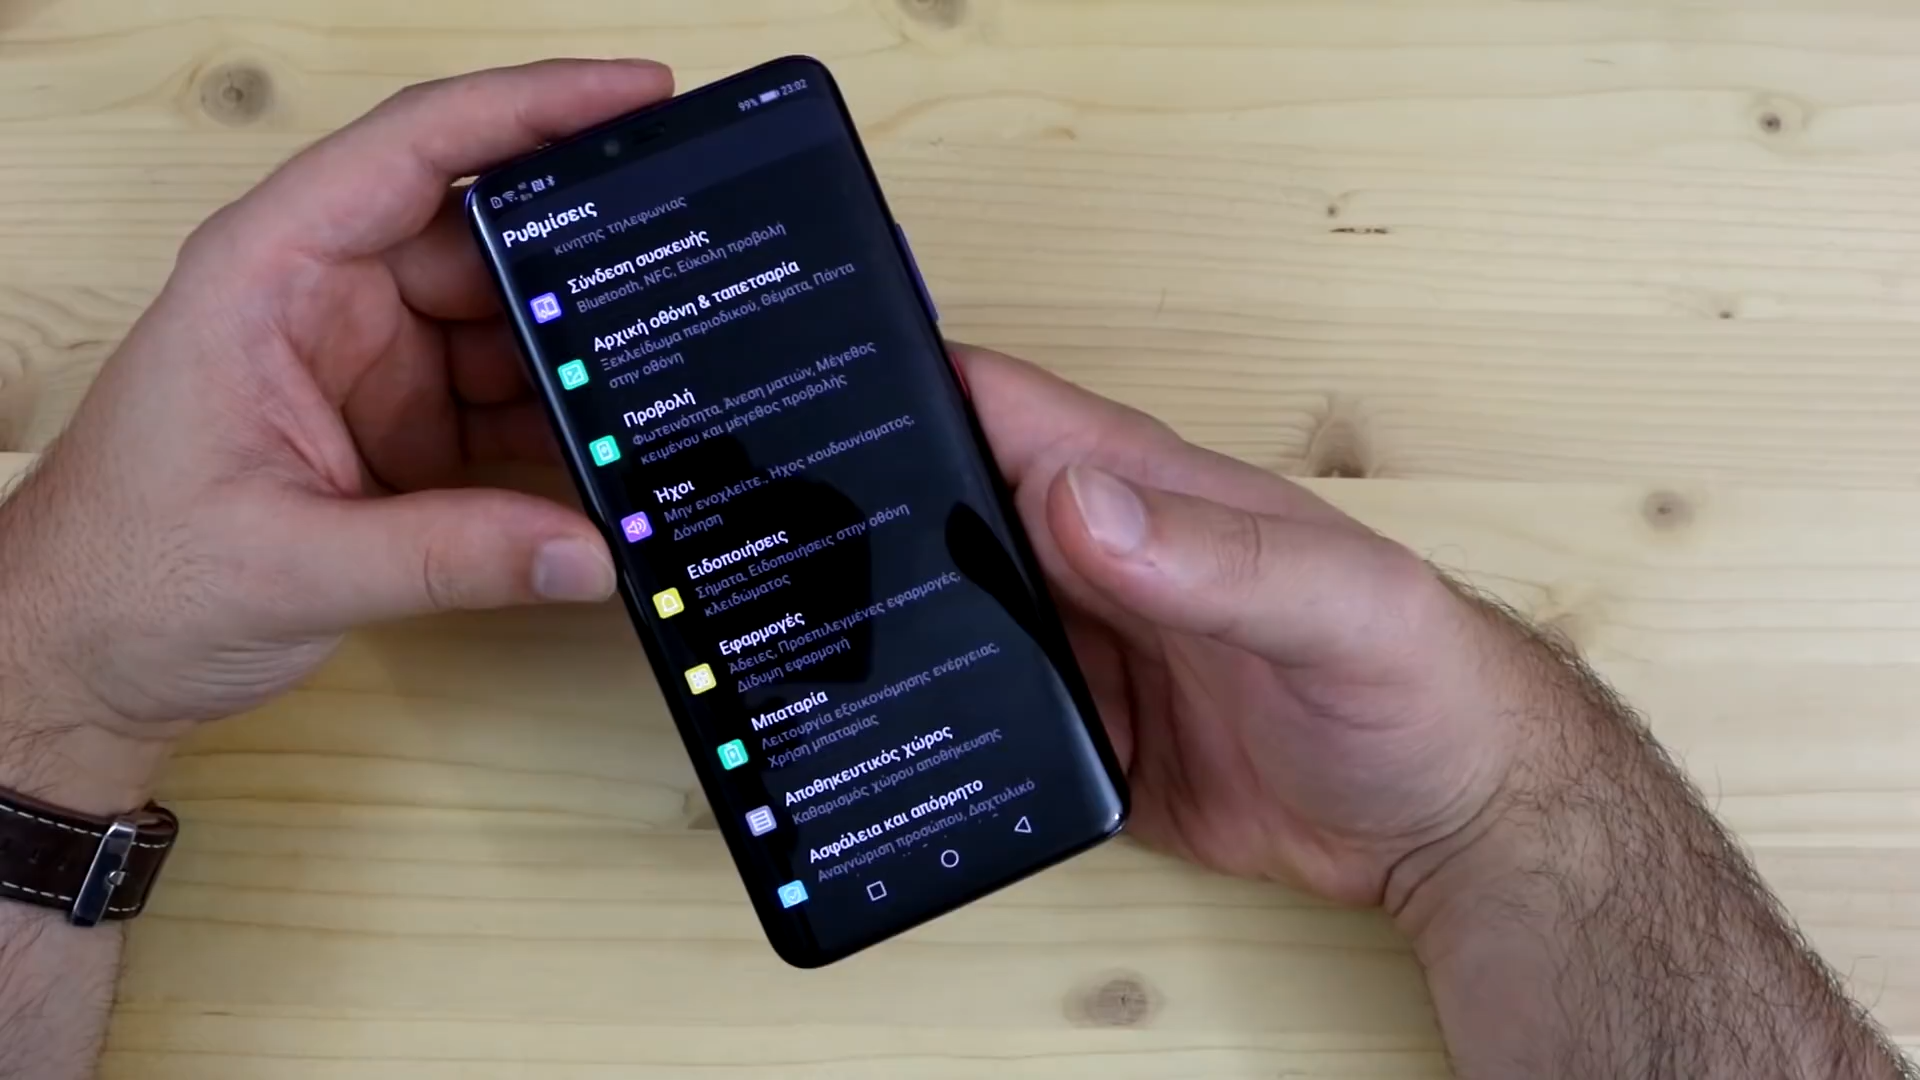 99% 23:02
Ρυθμίσεις
κινητης τηλεφωνιας
Σύνδεση συσκευής
Bluetooth, NFC, Εύκολη προβολή
Αρχική οθόνη & ταπετσαρία
Ξεκλείδωμα περιοδικού, Θέματα, Πάντα
στην οθόνη
Προβολή
Φωτεινότητα, Άνεση ματιών, Μέγεθος
κειμένου και μέγεθος προβολής
Ήχοι
Μην ενοχλείτε., Ήχος κουδουνίσματος,
Δόνηση
Ειδοποιήσεις
Σήματα, Ειδοποιήσεις στην οθόνη
κλειδώματος
Εφαρμογές
Άδειες, Προεπιλεγμένες εφαρμογές,
Δίδυμη εφαρμογή
Μπαταρία
Λειτουργία εξοικονόμησης ενέργειας,
Χρήση μπαταρίας
Αποθηκευτικός χώρος
Καθαρισμός χώρου αποθήκευσης
Ασφάλεια και απόρρητο
Αναγνώριση προσώπου, Δαχτυλικό